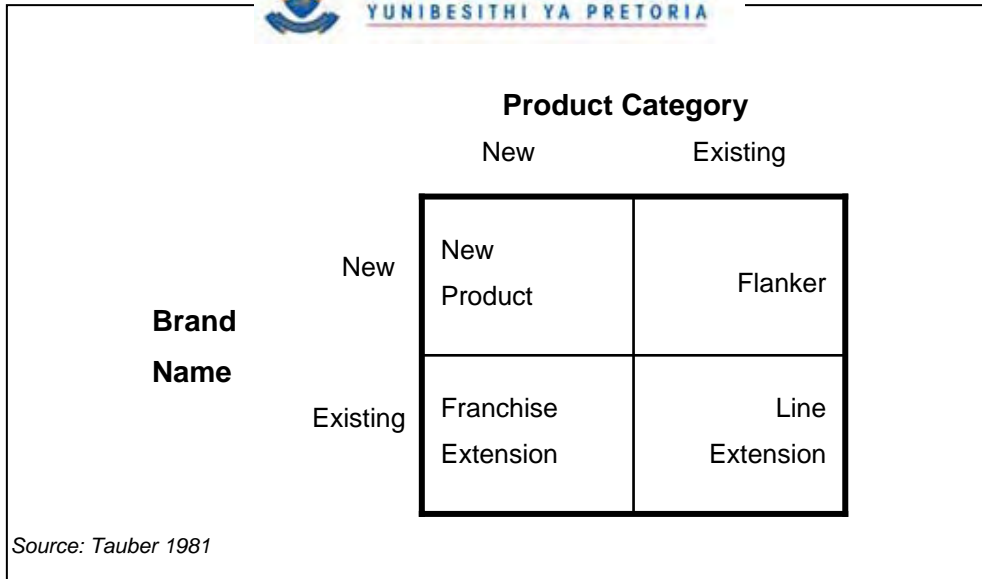 YUNIBESITHI YA PRETORIA
Product Category
New Existing
New
New
Product
Flanker
Brand
Name
Existing
Franchise
Extension
Line
Extension
Source: Tauber 1981